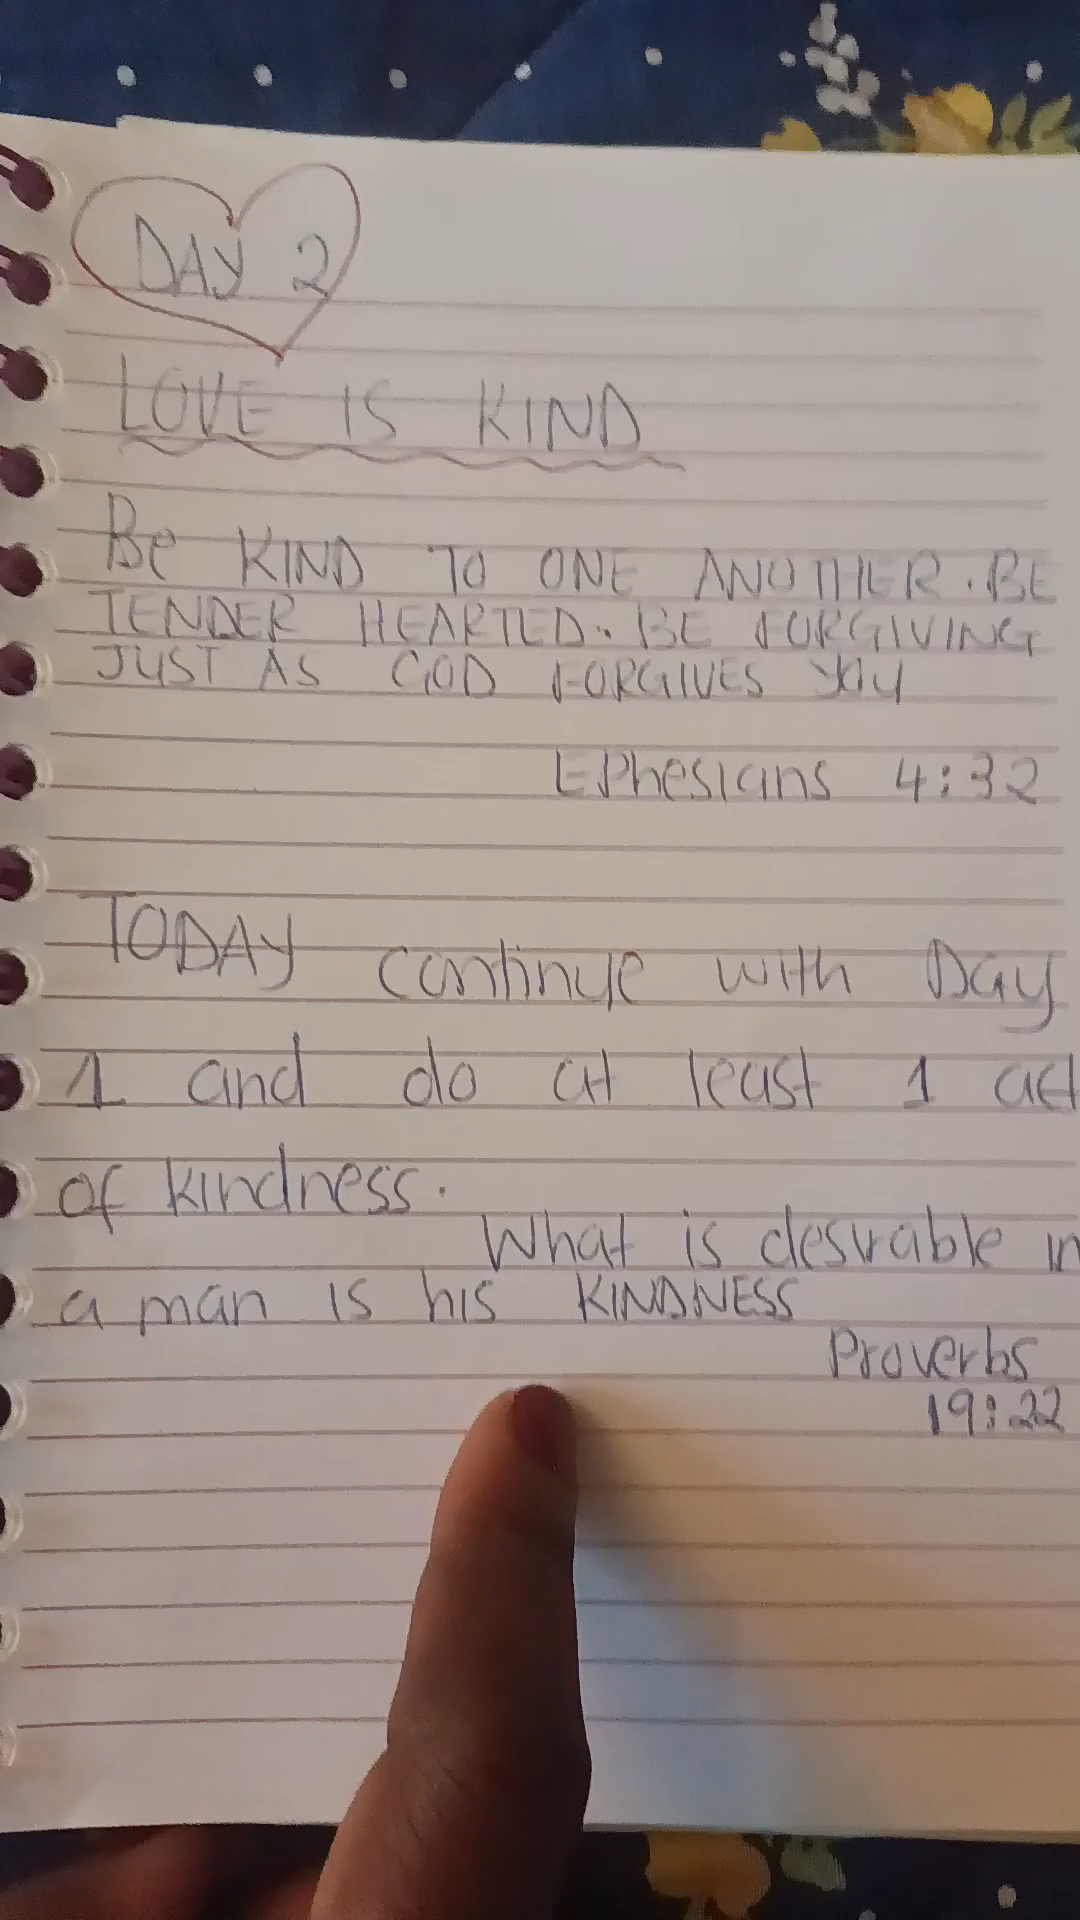 DAY 2
LOVE IS KIND
Be KIND TO ONE ANOTHER. BE
TENDER HEARTED. BE FORGIVING
JUST AS GOD FORGIVES YOU
EPhesians 4:32
TODAY continue with Day
1 and do at least 1 act
of kindness.
What is desirable in
a man is his KINDNESS
Proverbs
19:22